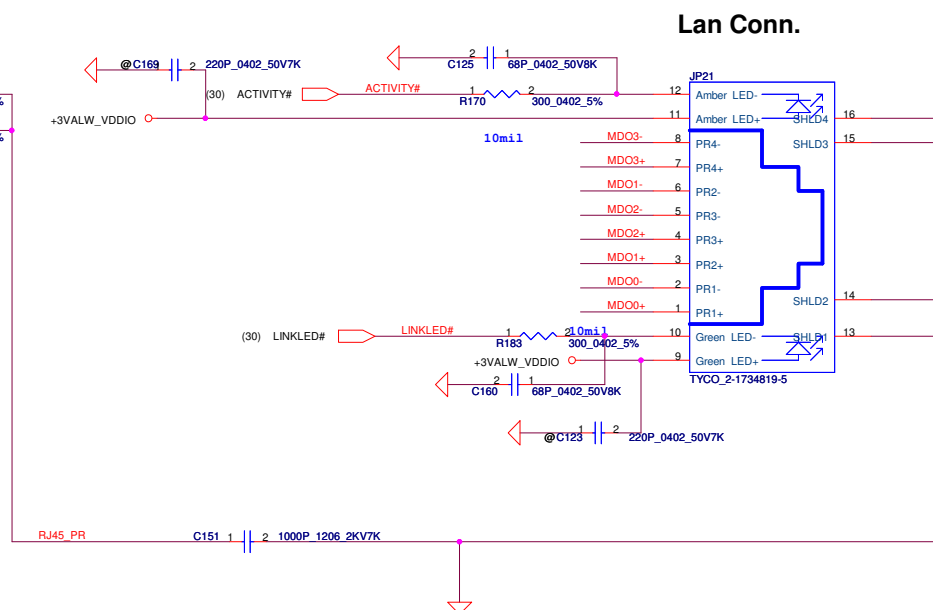 Lan Conn.
@C169
1
2
220P_0402_50V7K
2
1
C125
68P_0402_50V8K
JP21
(30) ACTIVITY#
ACTIVITY#
1
2
R170
300_0402_5%
12
Amber LED-
+3VALW_VDDIO
11
Amber LED+
SHLD4
16
10mil
MDO3-
8
PR4-
SHLD3
15
MDO3+
7
PR4+
MDO1-
6
PR2-
MDO2-
5
PR3-
MDO2+
4
PR3+
MDO1+
3
PR2+
MDO0-
2
PR1-
SHLD2
14
MDO0+
1
PR1+
(30) LINKLED#
LINKLED#
1
2
10mil
R183
300_0402_5%
10
Green LED-
SHLD1
13
+3VALW_VDDIO
9
Green LED+
TYCO_2-1734819-5
2
1
C160
68P_0402_50V8K
@C123
1
2
220P_0402_50V7K
RJ45_PR
C151
1
2
1000P_1206_2KV7K